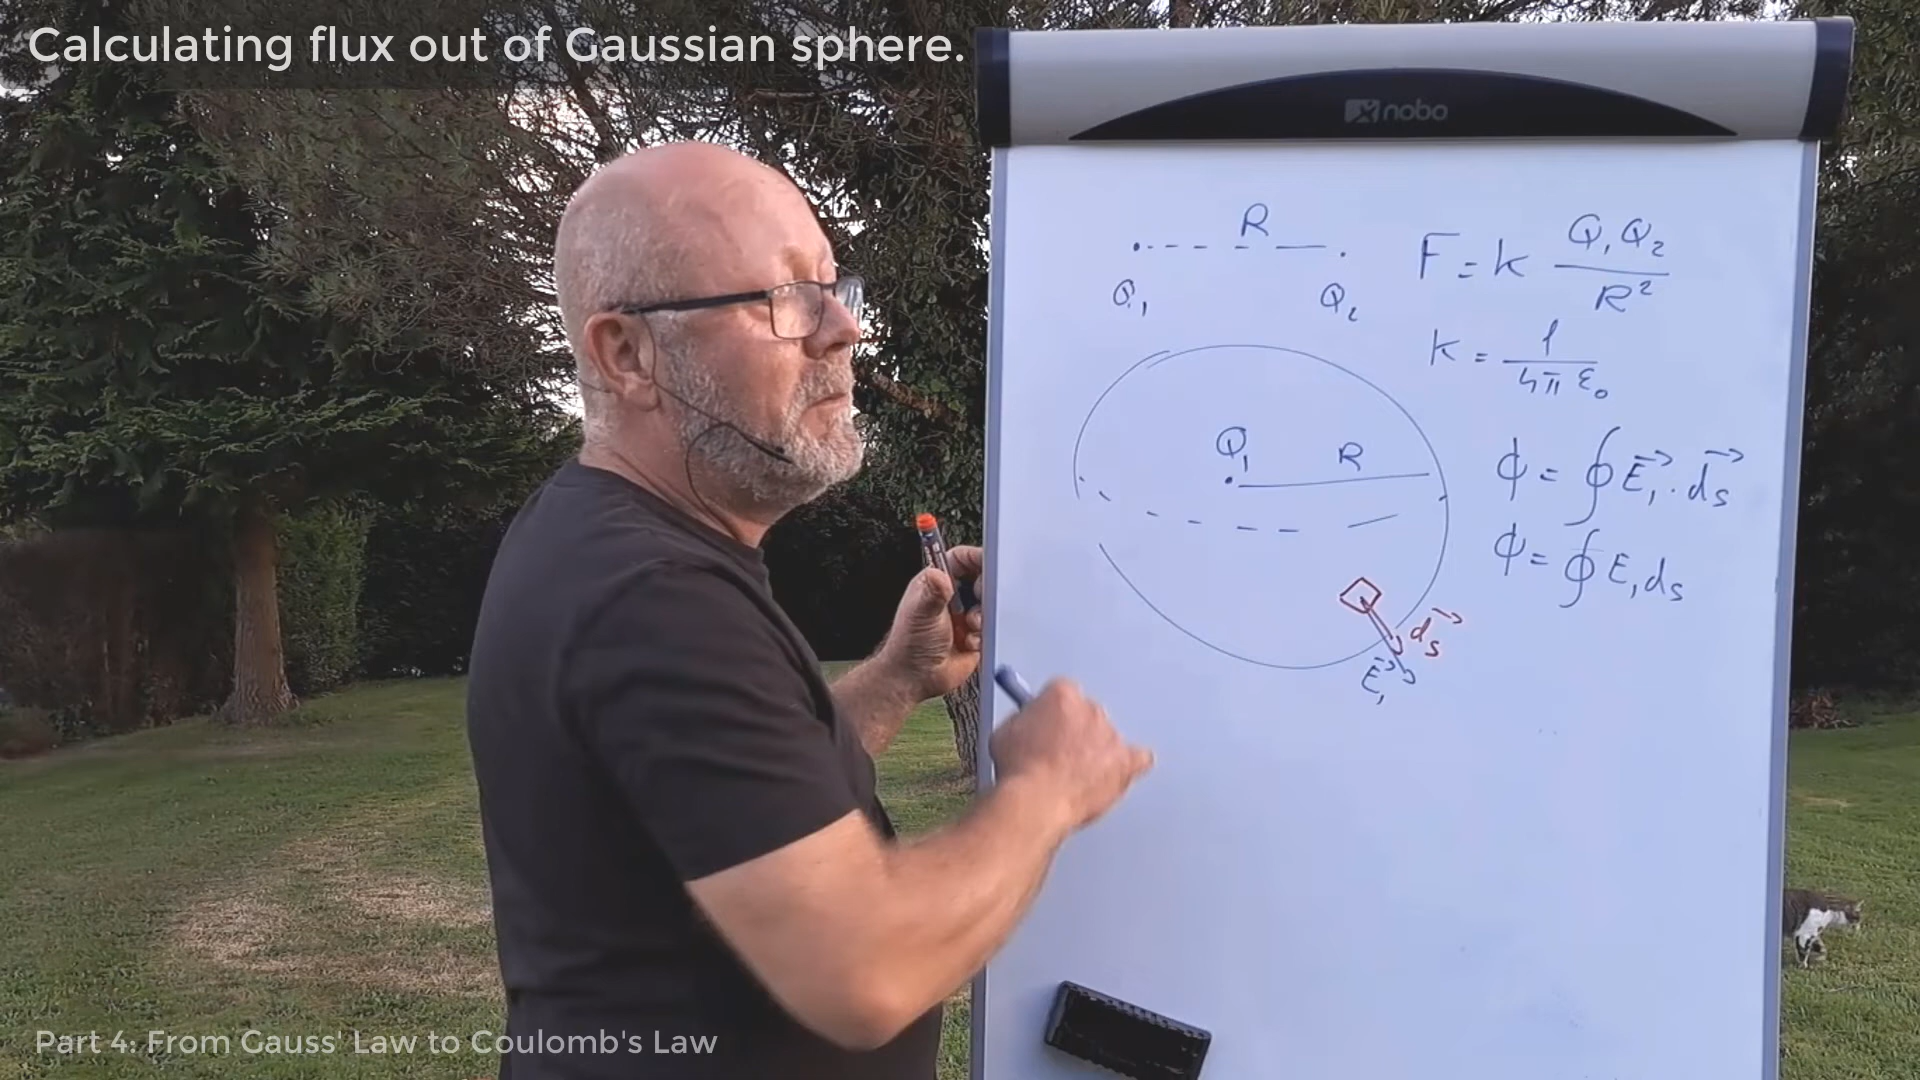 Calculating flux out of Gaussian sphere.
nobo
R
Q₁ Q₂
F = k Q₁Q₂ / R²
k = 1 / 4π ε₀
Q₁ R
ϕ = ∮ E₁⃗ . ds⃗
ϕ = ∮ E₁ ds
ds⃗
E₁⃗
Part 4: From Gauss' Law to Coulomb's Law